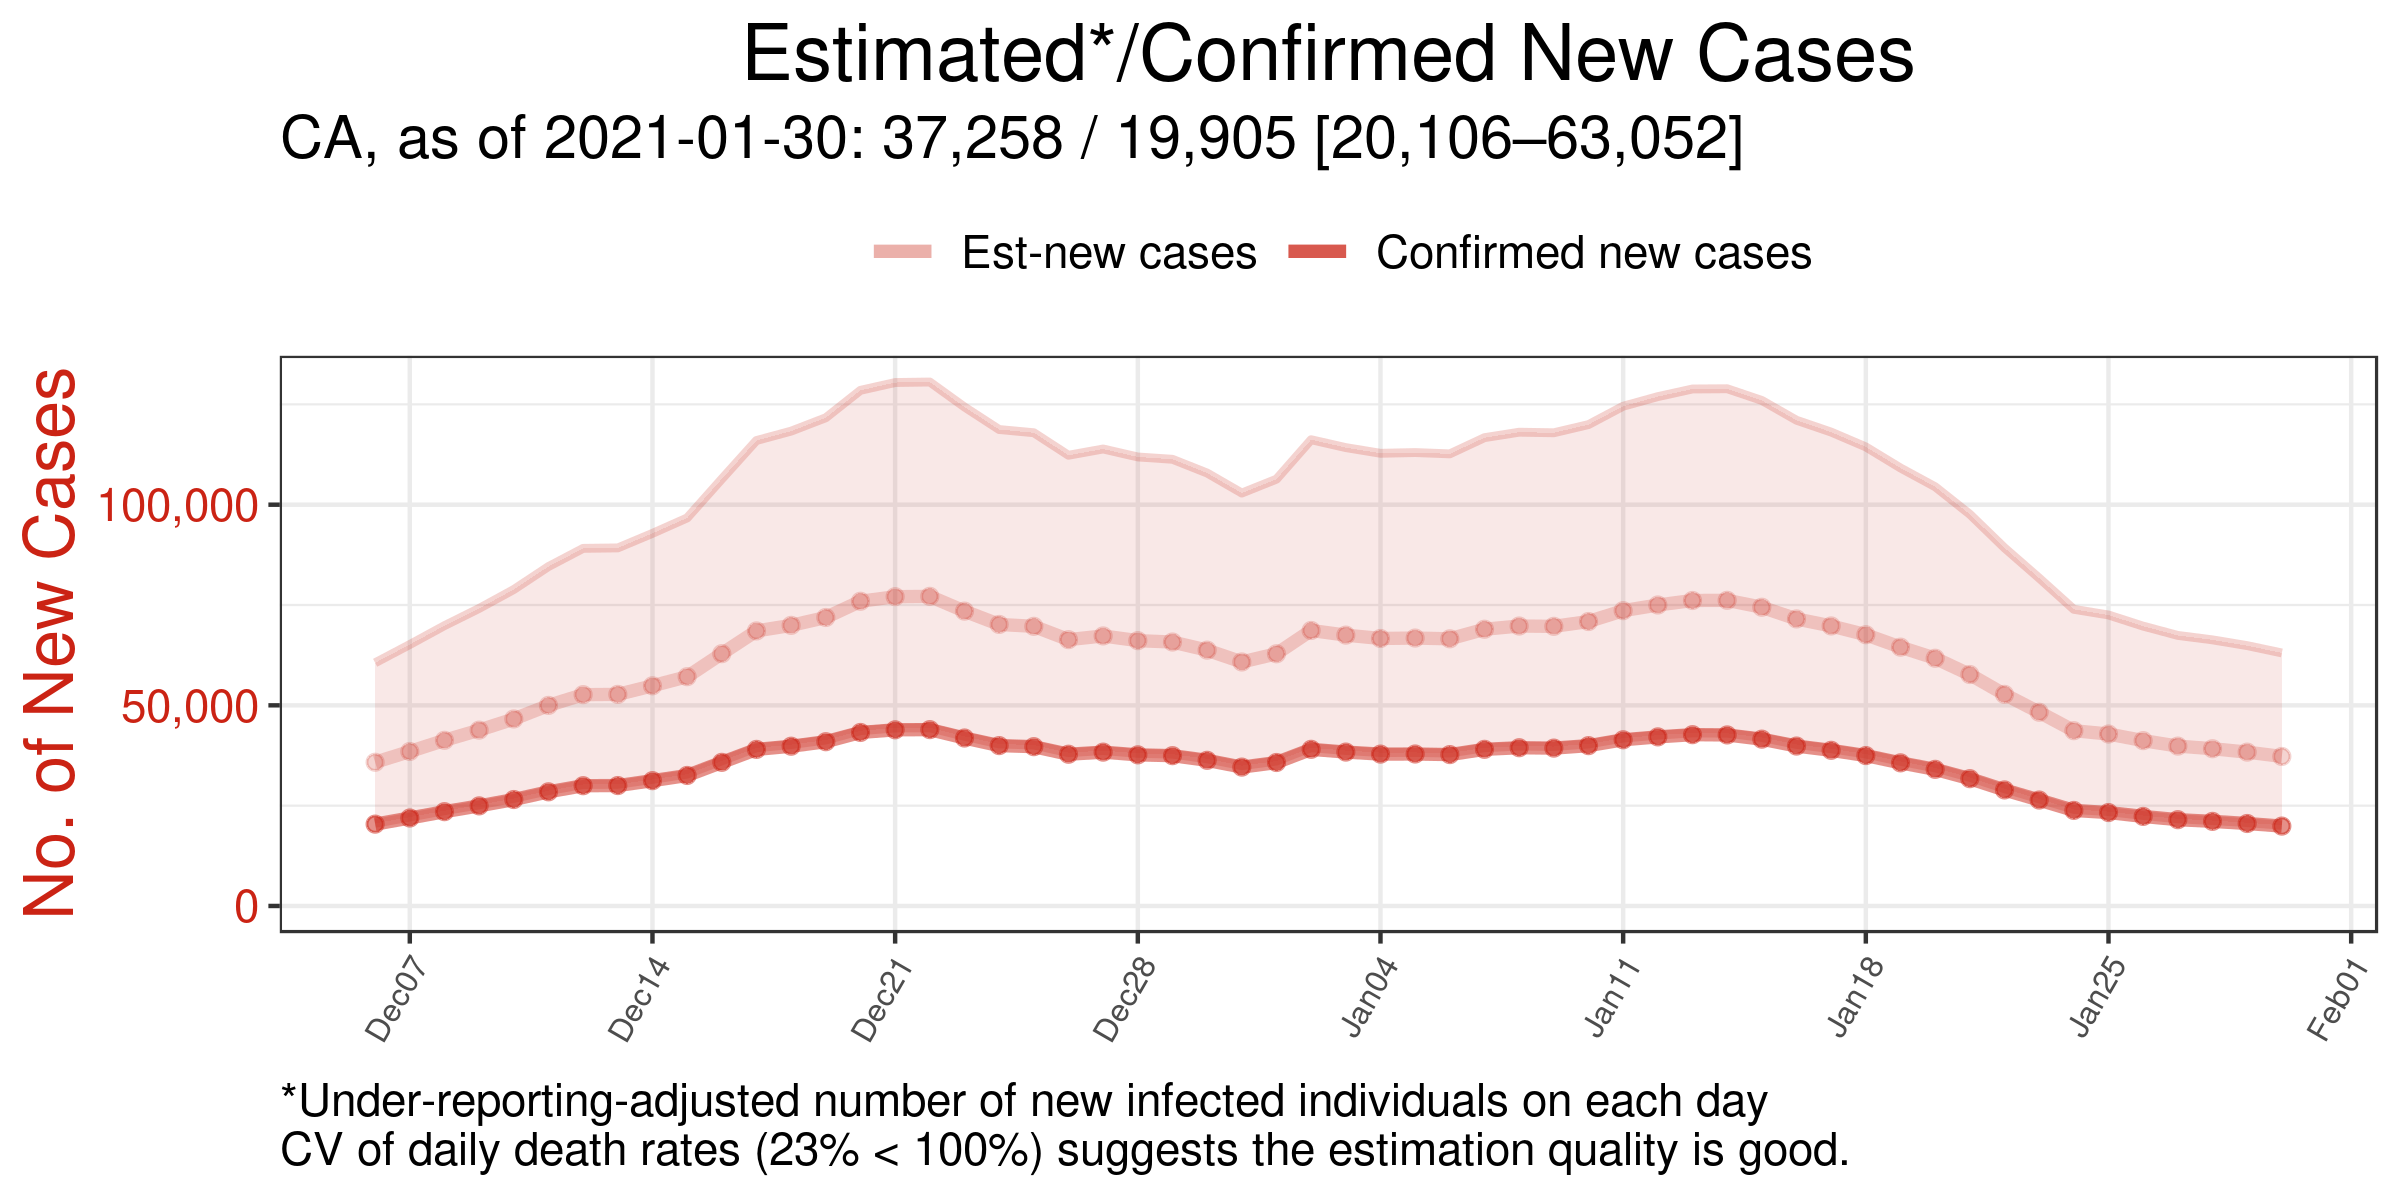 Estimated*/Confirmed New Cases
CA, as of 2021-01-30: 37,258 / 19,905 [20,106–63,052]
Est-new cases
Confirmed new cases
No. of New Cases
100,000
50,000
0
Dec07
Dec14
Dec21
Dec28
Jan04
Jan11
Jan18
Jan25
Feb01
*Under-reporting-adjusted number of new infected individuals on each day
CV of daily death rates (23% < 100%) suggests the estimation quality is good.